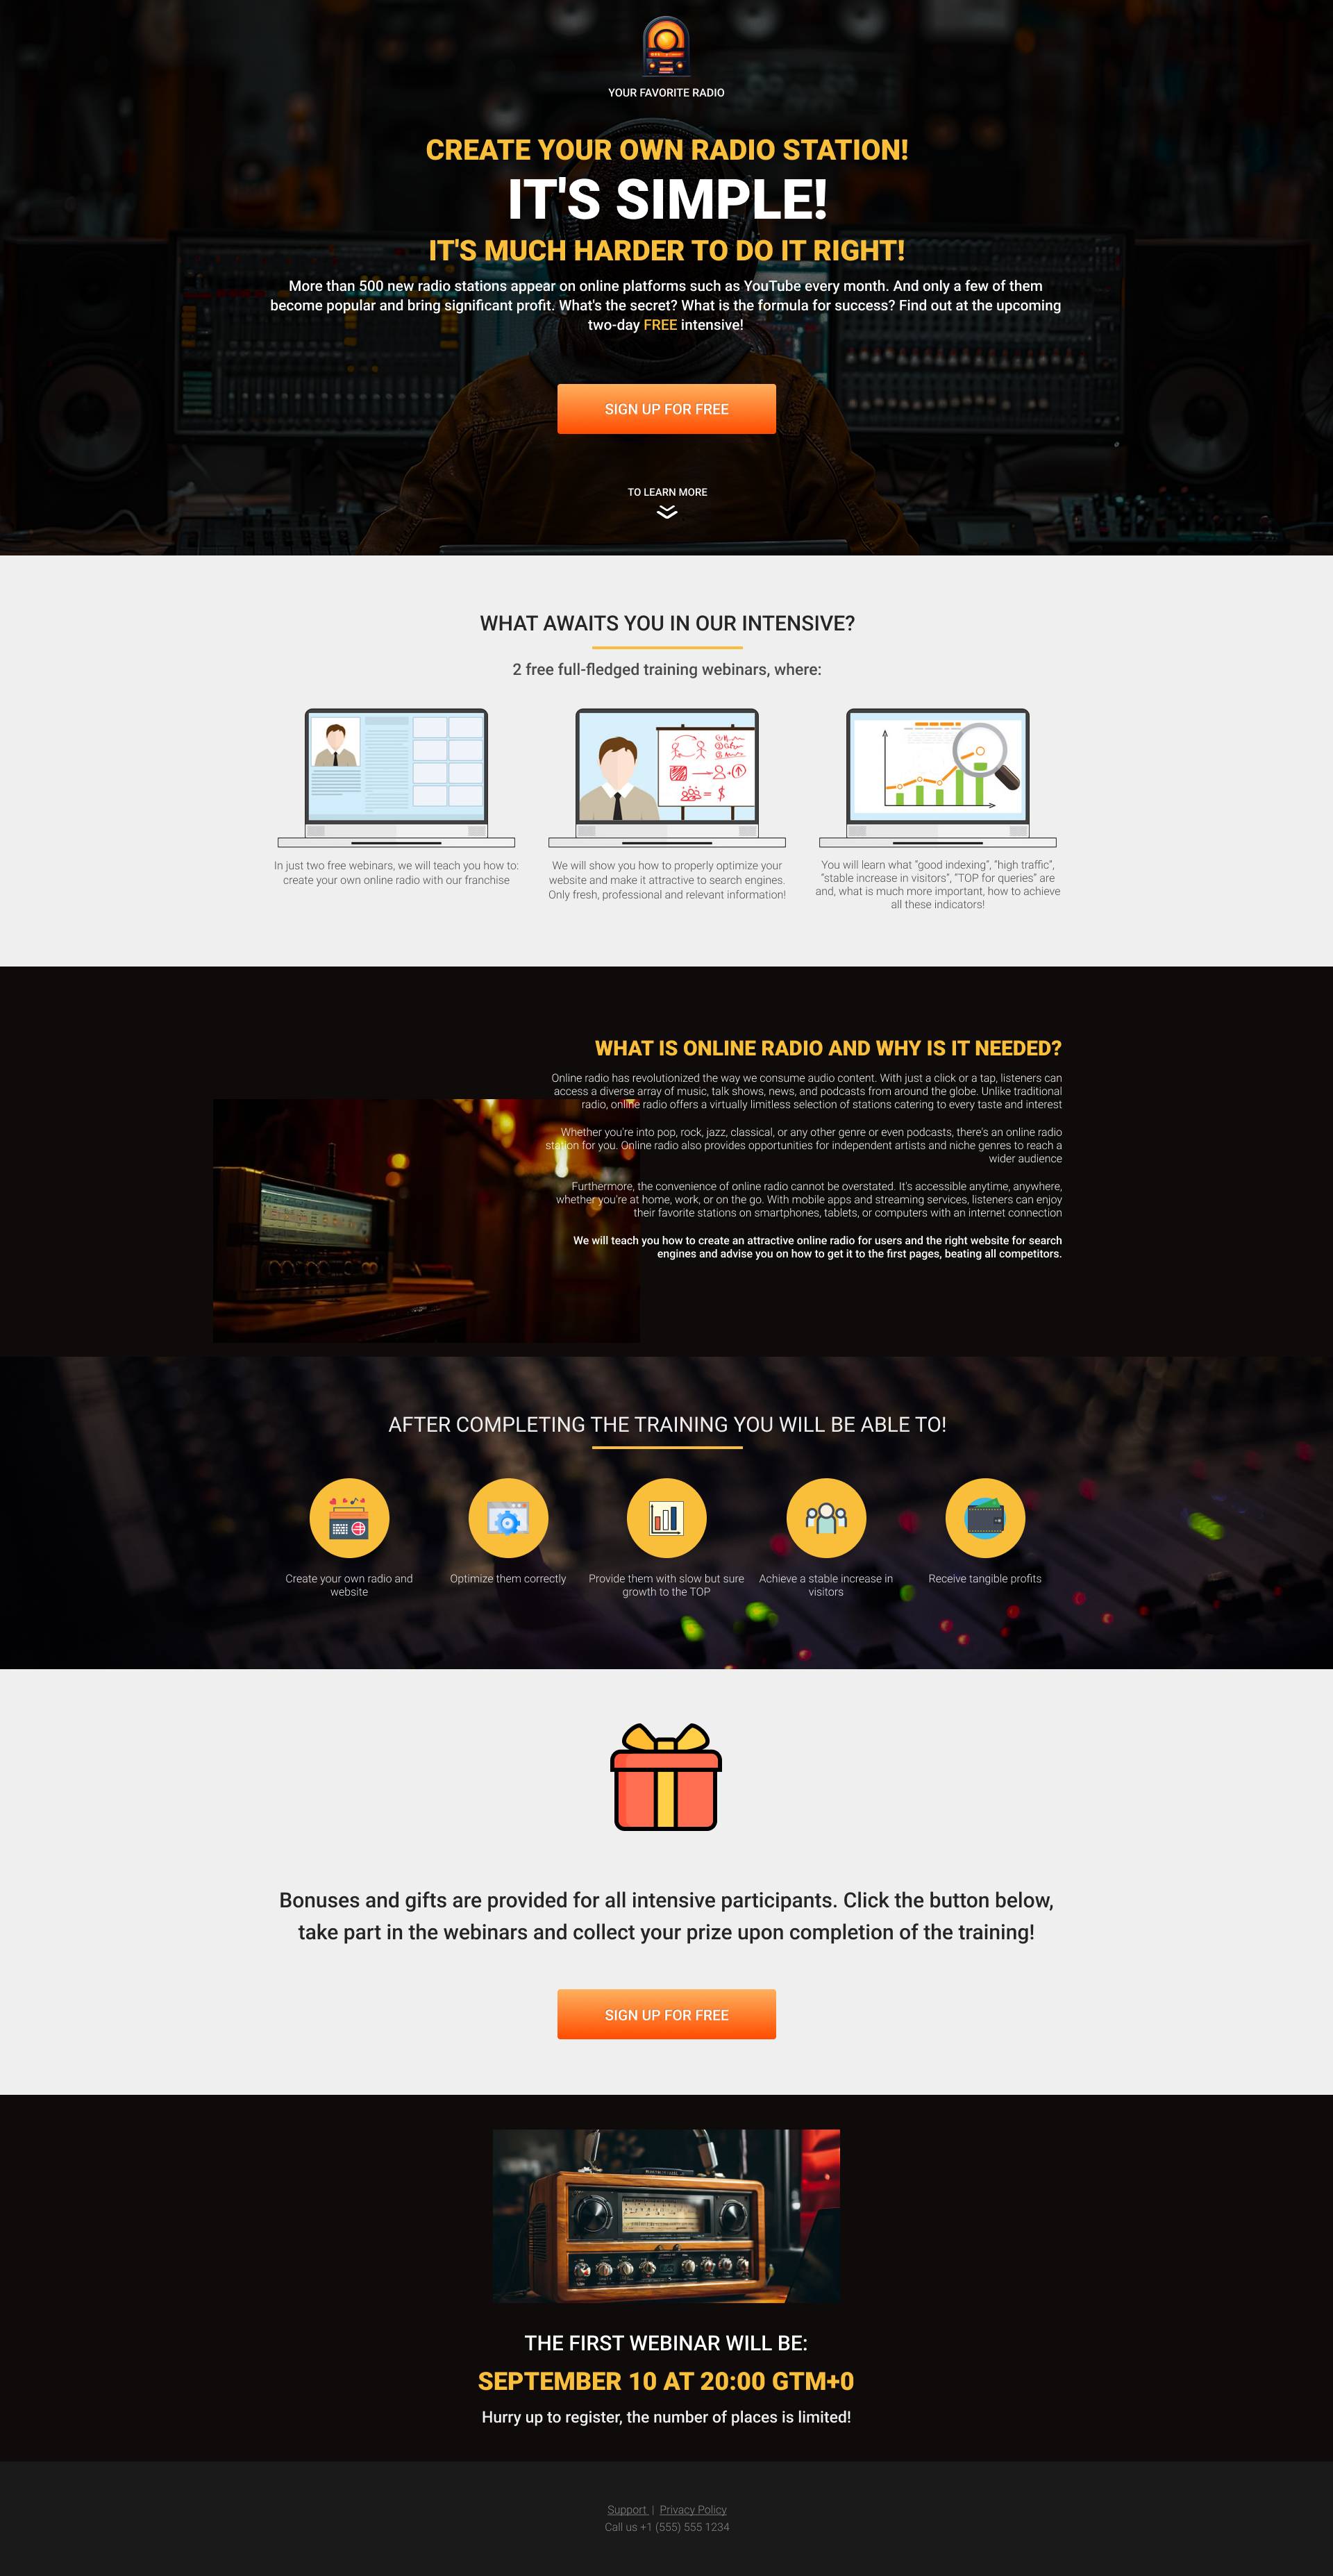 YOUR FAVORITE RADIO
CREATE YOUR OWN RADIO STATION!
IT'S SIMPLE!
IT'S MUCH HARDER TO DO IT RIGHT!
More than 500 new radio stations appear on online platforms such as YouTube every month. And only a few of them
become popular and bring significant profit. What's the secret? What is the formula for success? Find out at the upcoming
two-day FREE intensive!
SIGN UP FOR FREE
TO LEARN MORE
WHAT AWAITS YOU IN OUR INTENSIVE?
2 free full-fledged training webinars, where:
In just two free webinars, we will teach you how to:
create your own online radio with our franchise
We will show you how to properly optimize your
website and make it attractive to search engines.
Only fresh, professional and relevant information!
You will learn what “good indexing”, “high traffic”,
“stable increase in visitors”, “TOP for queries” are
and, what is much more important, how to achieve
all these indicators!
WHAT IS ONLINE RADIO AND WHY IS IT NEEDED?
Online radio has revolutionized the way we consume audio content. With just a click or a tap, listeners can
access a diverse array of music, talk shows, news, and podcasts from around the globe. Unlike traditional
radio, online radio offers a virtually limitless selection of stations catering to every taste and interest
Whether you're into pop, rock, jazz, classical, or any other genre or even podcasts, there's an online radio
station for you. Online radio also provides opportunities for independent artists and niche genres to reach a
wider audience
Furthermore, the convenience of online radio cannot be overstated. It's accessible anytime, anywhere,
whether you're at home, work, or on the go. With mobile apps and streaming services, listeners can enjoy
their favorite stations on smartphones, tablets, or computers with an internet connection
We will teach you how to create an attractive online radio for users and the right website for search
engines and advise you on how to get it to the first pages, beating all competitors.
AFTER COMPLETING THE TRAINING YOU WILL BE ABLE TO!
Create your own radio and
website
Optimize them correctly
Provide them with slow but sure
growth to the TOP
Achieve a stable increase in
visitors
Receive tangible profits
Bonuses and gifts are provided for all intensive participants. Click the button below,
take part in the webinars and collect your prize upon completion of the training!
SIGN UP FOR FREE
THE FIRST WEBINAR WILL BE:
SEPTEMBER 10 AT 20:00 GTM+0
Hurry up to register, the number of places is limited!
Support | Privacy Policy
Call us +1 (555) 555 1234